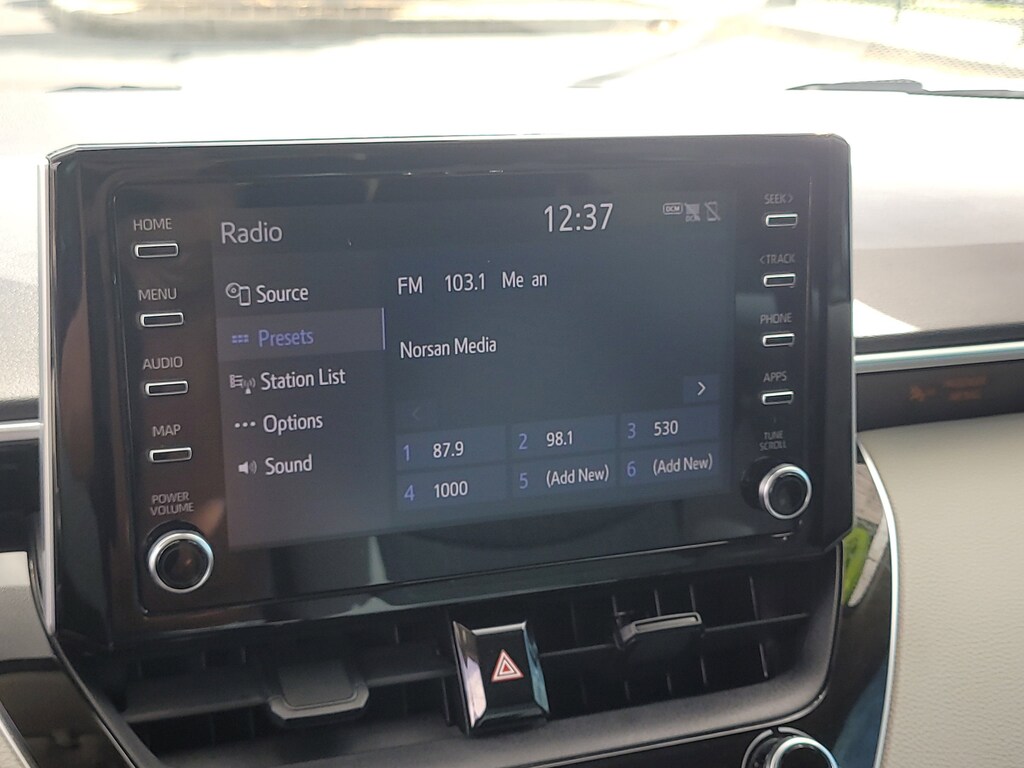 HOME
MENU
AUDIO
MAP
POWER
VOLUME
Radio
12:37
DCM
Source
Presets
Station List
Options
Sound
FM 103.1 Me an
Norsan Media
1 87.9
2 98.1
3 530
4 1000
5 (Add New)
6 (Add New)
SEEK>
<TRACK
PHONE
APPS
TUNE
SCROLL